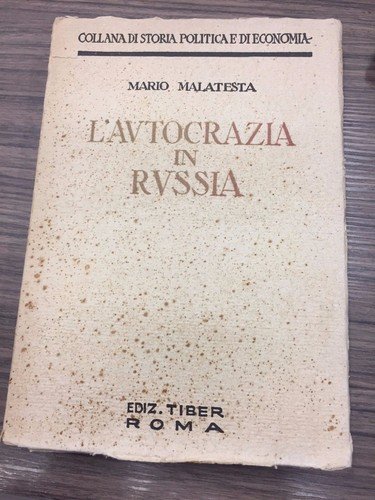 COLLANA DI STORIA POLITICA E DI ECONOMIA
MARIO MALATESTA
L'AVTOCRAZIA
IN
RVSSIA
EDIZ. TIBER
ROMA